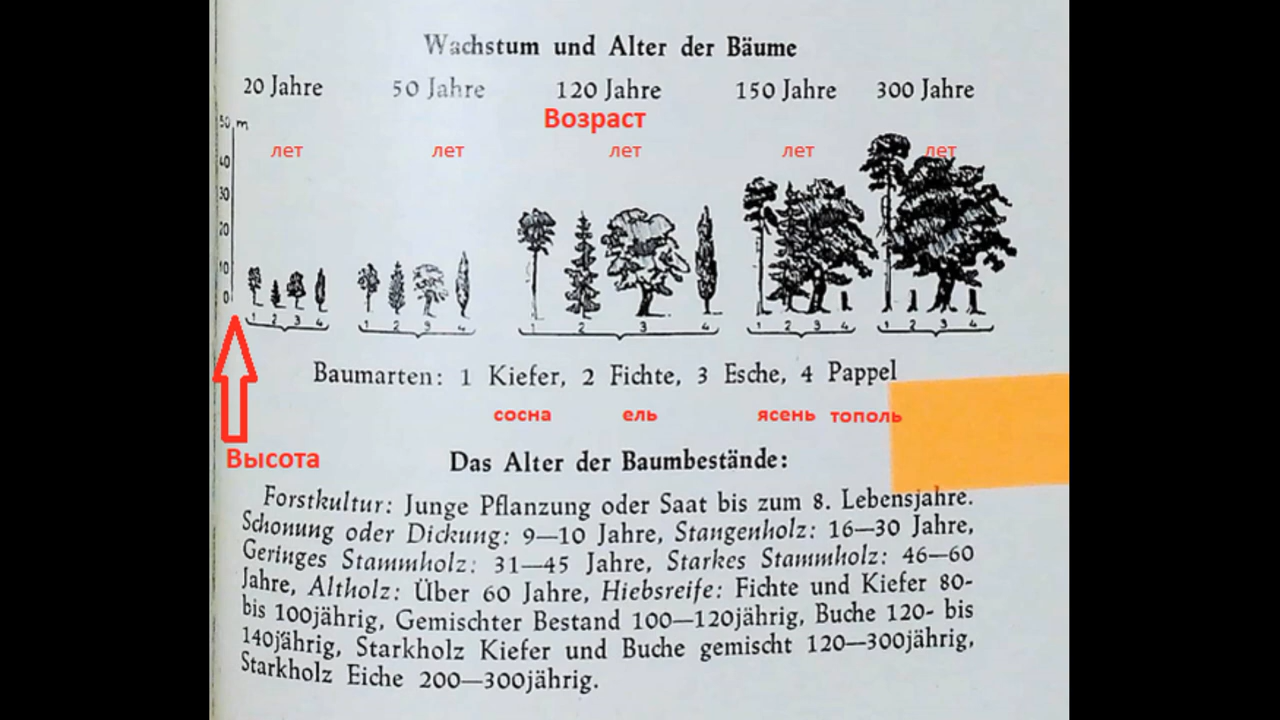 Wachstum und Alter der Bäume
20 Jahre 50 Jahre 120 Jahre 150 Jahre 300 Jahre
Возраст
50 m
лет лет лет лет лет
40
30
20
10
0
1 2 3 4 1 2 3 4 1 2 3 4 1 2 3 4 1 2 3 4
Baumarten: 1 Kiefer, 2 Fichte, 3 Esche, 4 Pappel
сосна ель ясень тополь
Высота
Das Alter der Baumbestände:
Forstkultur: Junge Pflanzung oder Saat bis zum 8. Lebensjahre.
Schonung oder Dickung: 9—10 Jahre, Stangenholz: 16—30 Jahre,
Geringes Stammholz: 31—45 Jahre, Starkes Stammholz: 46—60
Jahre, Altholz: Über 60 Jahre, Hiebsreife: Fichte und Kiefer 80-
bis 100jährig, Gemischter Bestand 100—120jährig, Buche 120- bis
140jährig, Starkholz Kiefer und Buche gemischt 120—300jährig,
Starkholz Eiche 200—300jährig.